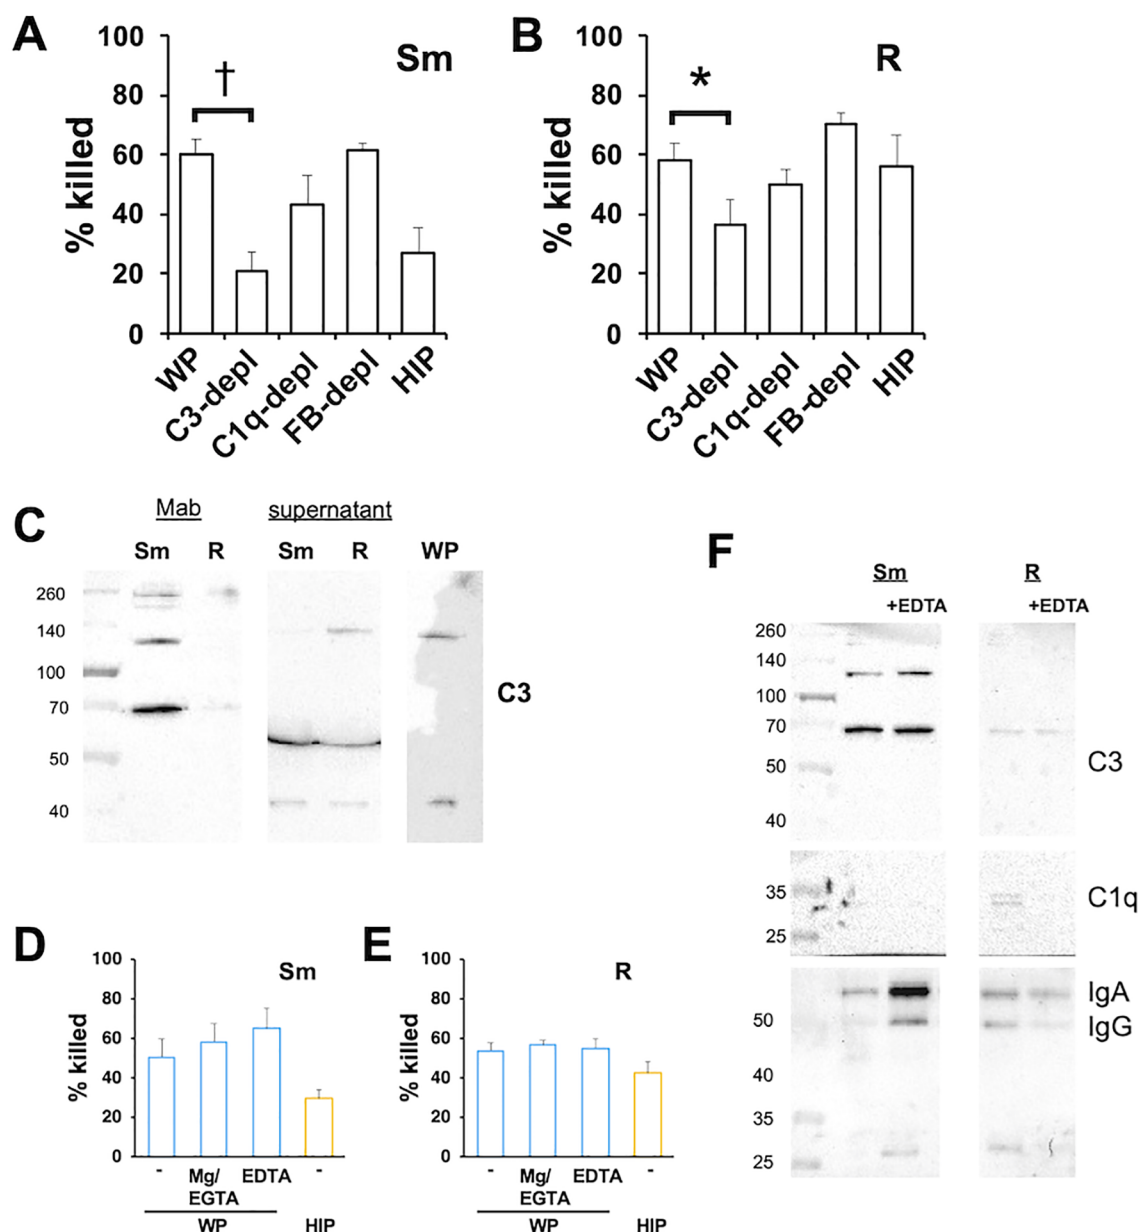 A
100
80
60
40
20
0
% killed
Sm
†
WP
C3-depl
C1q-depl
FB-depl
HIP
B
100
80
60
40
20
0
% killed
R
*
WP
C3-depl
C1q-depl
FB-depl
HIP
C
Mab
supernatant
Sm R Sm R WP
260
140
100
70
50
40
C3
D
100
80
60
40
20
0
% killed
Sm
- Mg/ EDTA -
EGTA
WP HIP
E
100
80
60
40
20
0
% killed
R
- Mg/ EDTA -
EGTA
WP HIP
F
Sm R
+EDTA +EDTA
260
140
100
70
50
40
C3
35
25
C1q
50
40
35
25
IgA
IgG